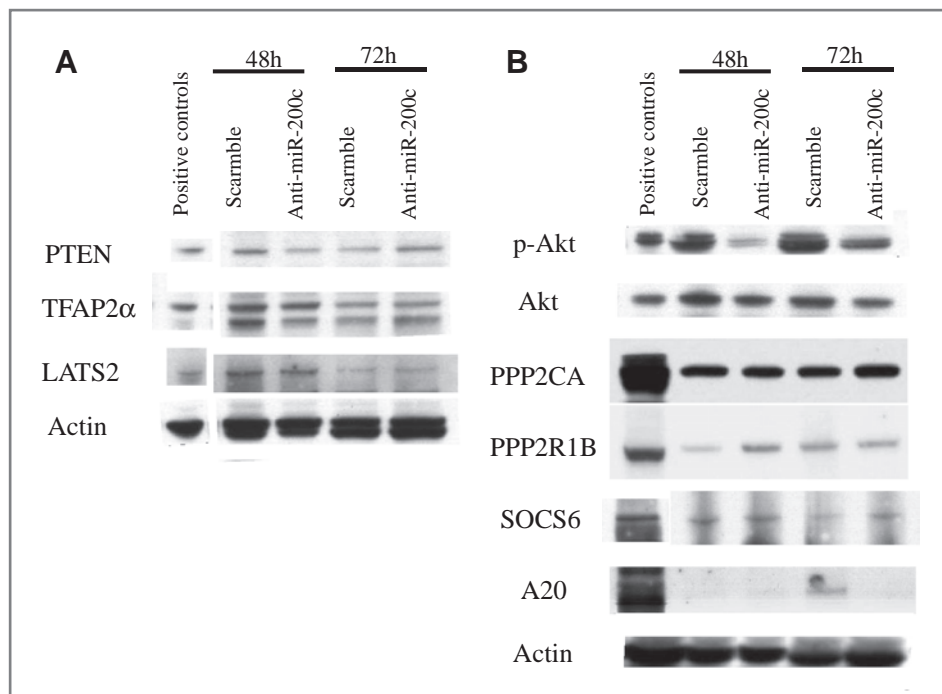 A
48h
72h
Positive controls
Scarmble
Anti-miR-200c
Scarmble
Anti-miR-200c
PTEN
TFAP2α
LATS2
Actin
B
48h
72h
Positive controls
Scarmble
Anti-miR-200c
Scarmble
Anti-miR-200c
p-Akt
Akt
PPP2CA
PPP2R1B
SOCS6
A20
Actin